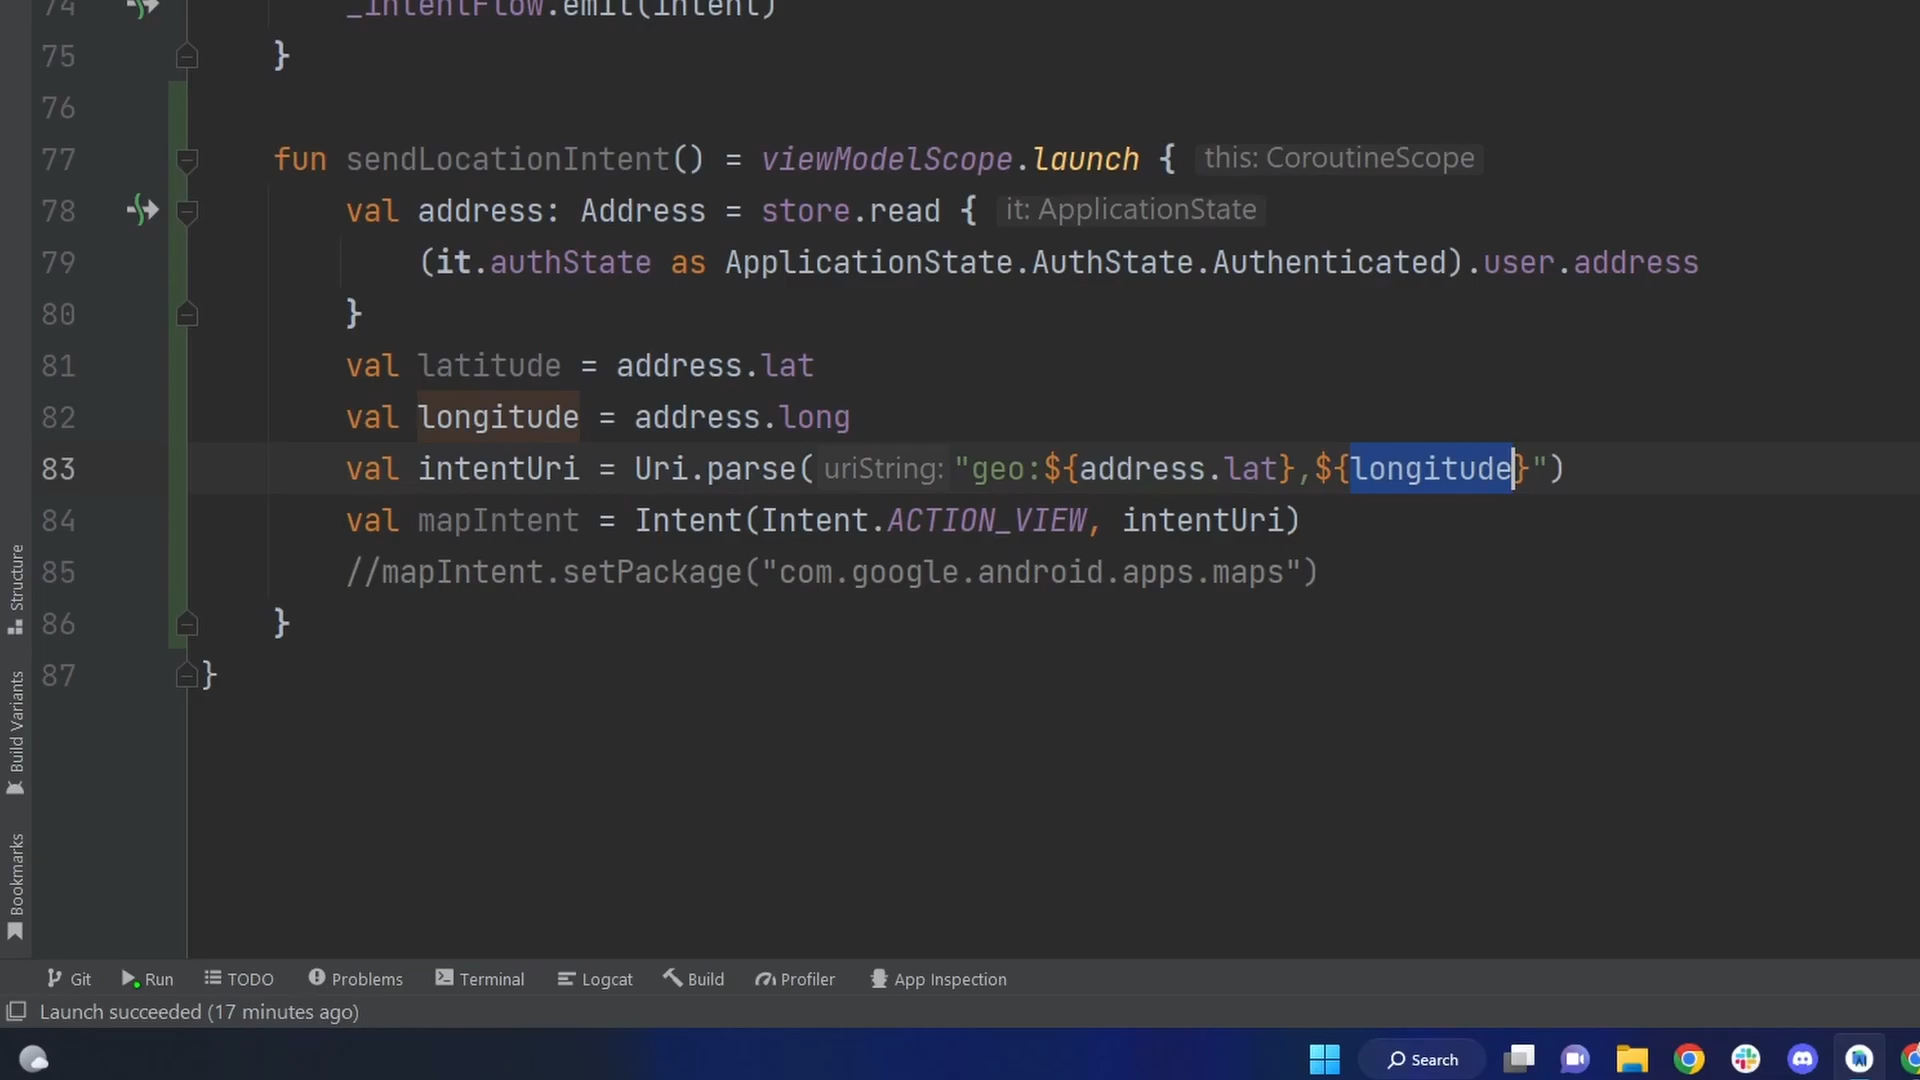 74 _intentFlow.emit(intent)
75 }
76
77 fun sendLocationIntent() = viewModelScope.launch { this: CoroutineScope
78 val address: Address = store.read { it: ApplicationState
79 (it.authState as ApplicationState.AuthState.Authenticated).user.address
80 }
81 val latitude = address.lat
82 val longitude = address.long
83 val intentUri = Uri.parse( uriString: "geo:${address.lat},${longitude}")
84 val mapIntent = Intent(Intent.ACTION_VIEW, intentUri)
85 //mapIntent.setPackage("com.google.android.apps.maps")
86 }
87 }
Structure
Build Variants
Bookmarks
Git Run TODO Problems Terminal Logcat Build Profiler App Inspection
Launch succeeded (17 minutes ago)
Search